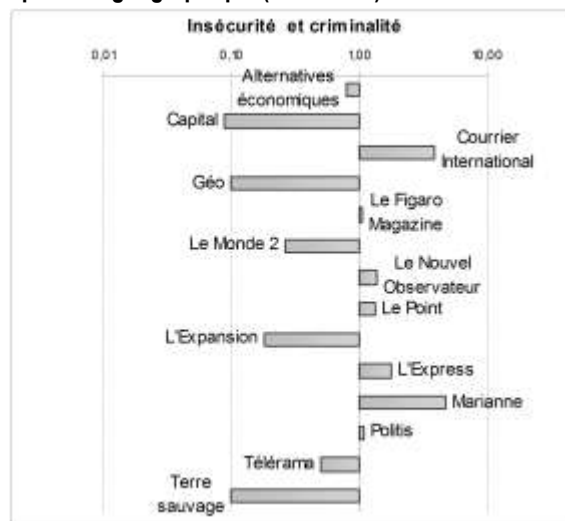 Insécurité et criminalité
0,01 0,10 1,00 10,00
Alternatives
économiques
Capital
Courrier
International
Géo
Le Figaro
Magazine
Le Monde 2
Le Nouvel
Observateur
Le Point
L'Expansion
L'Express
Marianne
Politis
Télérama
Terre
sauvage